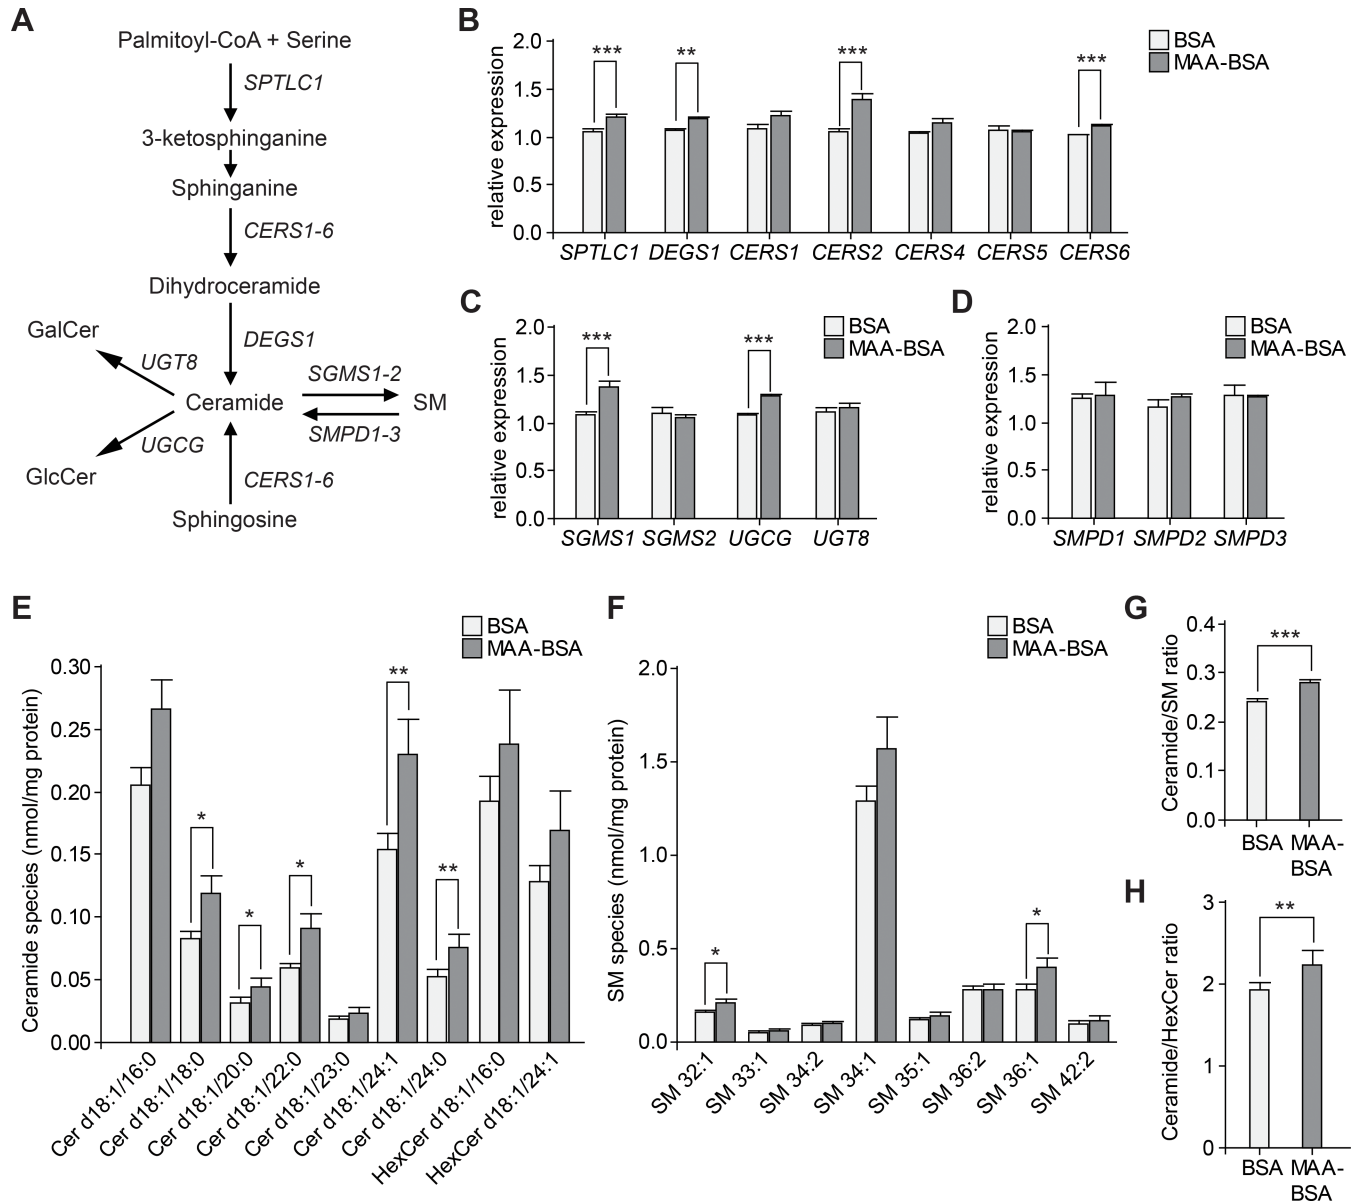 A
Palmitoyl-CoA + Serine
SPTLC1
3-ketosphinganine
Sphinganine
CERS1-6
Dihydroceramide
GalCer
DEGS1
UGT8
SGMS1-2
Ceramide
SM
UGCG
SMPD1-3
GlcCer
CERS1-6
Sphingosine
B
BSA
MAA-BSA
relative expression
2.0
1.5
1.0
0.5
0.0
***
**
***
***
SPTLC1 DEGS1 CERS1 CERS2 CERS4 CERS5 CERS6
C
BSA
MAA-BSA
relative expression
2.0
1.5
1.0
0.5
0.0
***
***
SGMS1 SGMS2 UGCG UGT8
D
BSA
MAA-BSA
relative expression
2.0
1.5
1.0
0.5
0.0
SMPD1 SMPD2 SMPD3
E
BSA
MAA-BSA
Ceramide species (nmol/mg protein)
0.30
0.25
0.20
0.15
0.10
0.05
0.00
*
*
*
**
**
Cer d18:1/16:0
Cer d18:1/18:0
Cer d18:1/20:0
Cer d18:1/22:0
Cer d18:1/23:0
Cer d18:1/24:1
Cer d18:1/24:0
HexCer d18:1/16:0
HexCer d18:1/24:1
F
BSA
MAA-BSA
SM species (nmol/mg protein)
2.0
1.5
1.0
0.5
0.0
*
*
SM 32:1
SM 33:1
SM 34:2
SM 34:1
SM 35:1
SM 36:2
SM 36:1
SM 42:2
G
Ceramide/SM ratio
0.4
0.3
0.2
0.1
0.0
***
BSA MAA-
BSA
H
Ceramide/HexCer ratio
3
2
1
0
**
BSA MAA-
BSA